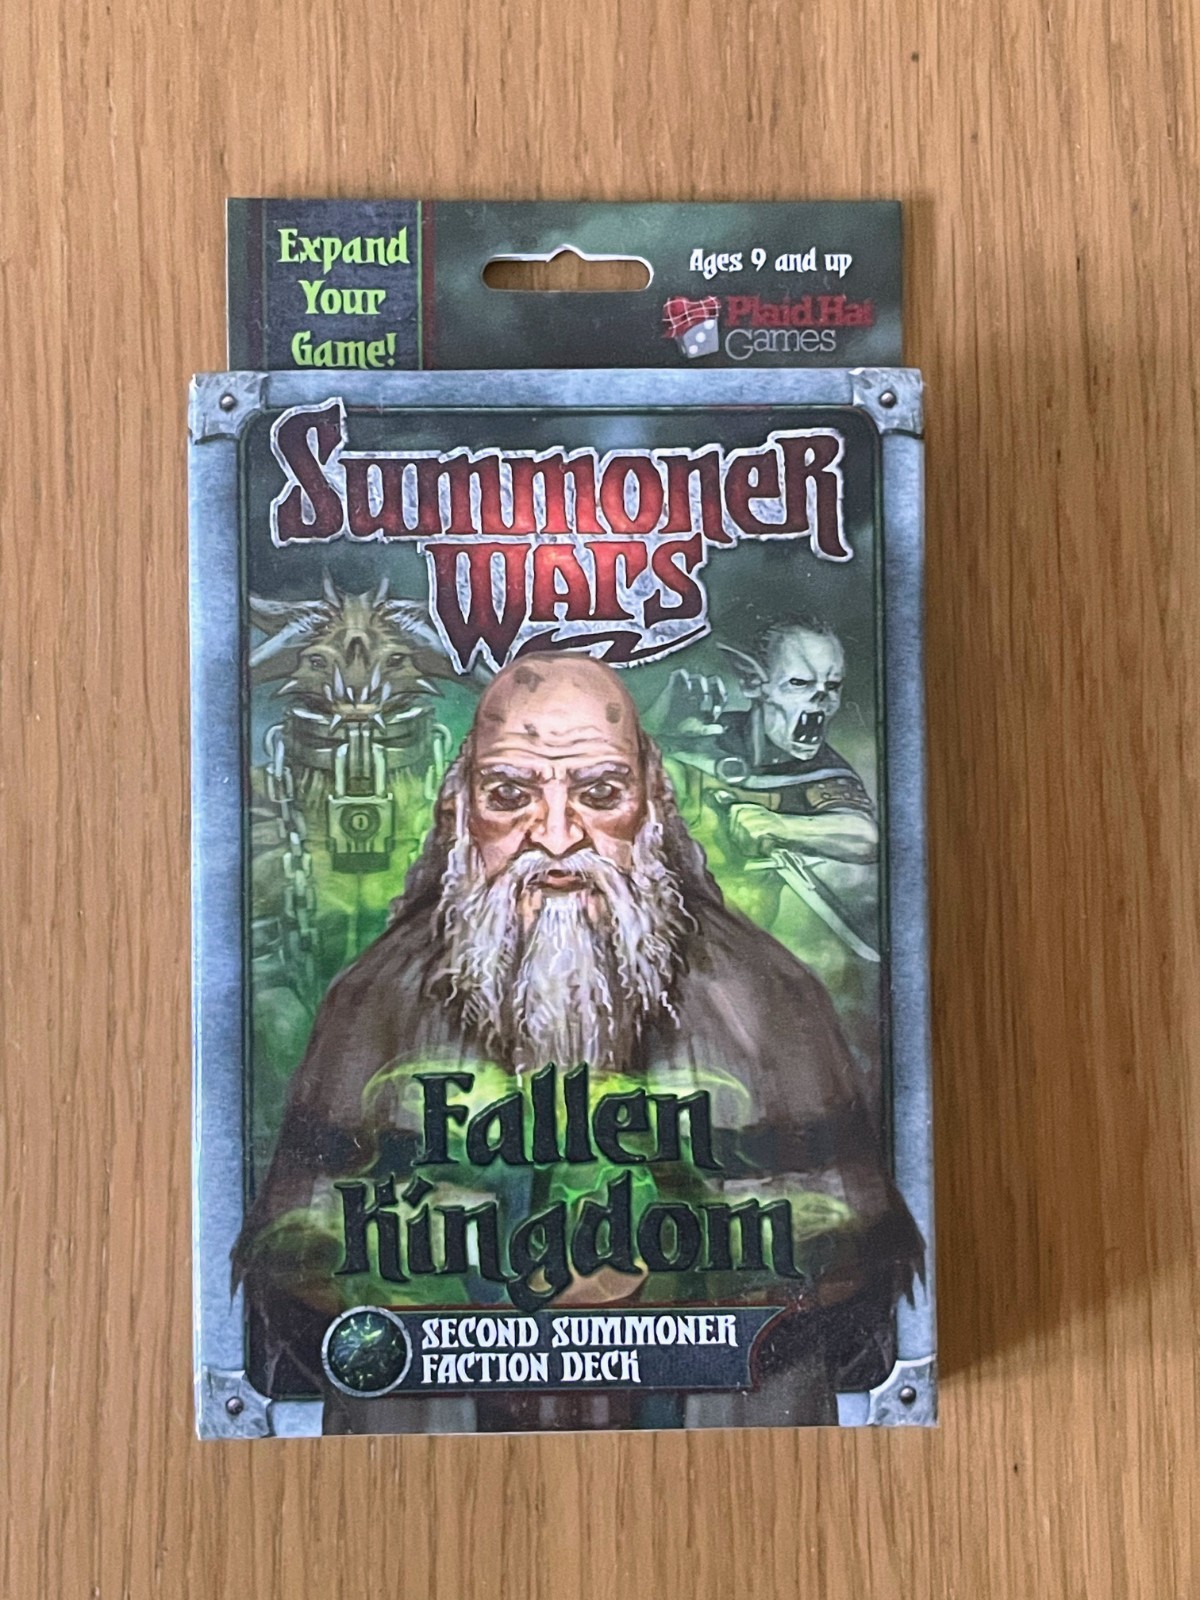 Expand
Your
Game!
Ages 9 and up
Plaid Hat
Games
Summoner
Wars
Fallen
Kingdom
SECOND SUMMONER
FACTION DECK